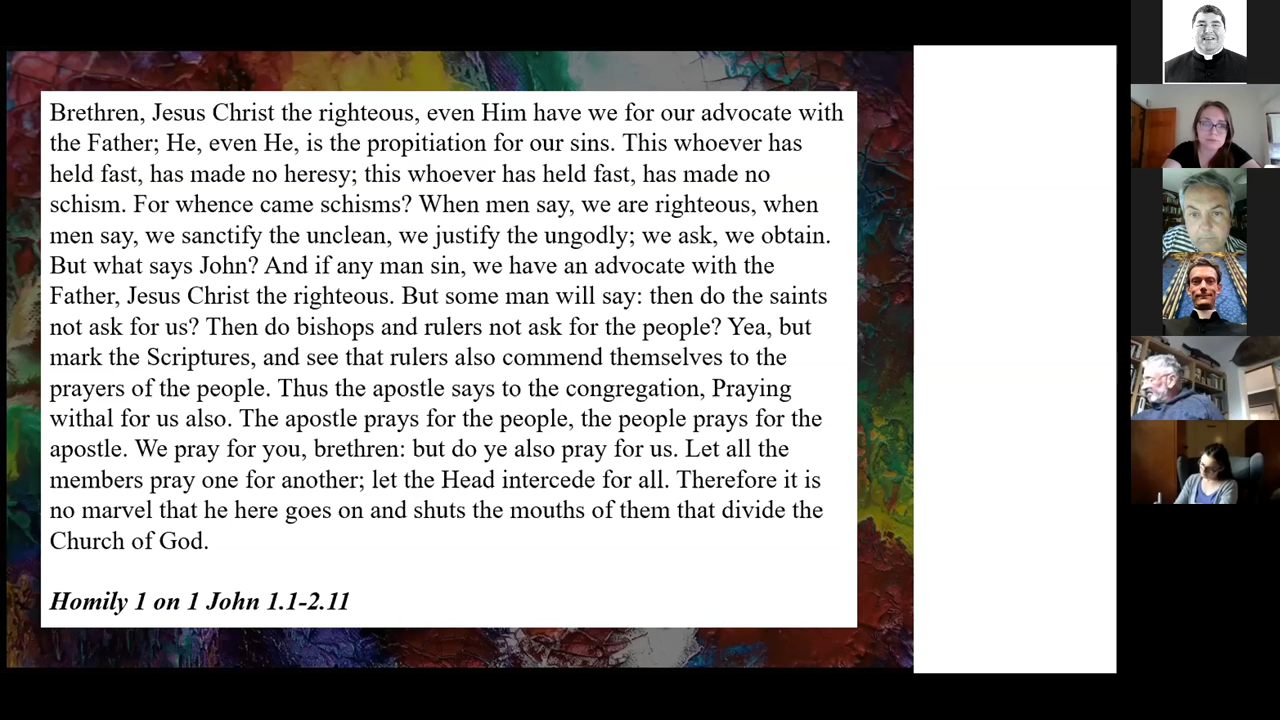 Brethren, Jesus Christ the righteous, even Him have we for our advocate with
the Father; He, even He, is the propitiation for our sins. This whoever has
held fast, has made no heresy; this whoever has held fast, has made no
schism. For whence came schisms? When men say, we are righteous, when
men say, we sanctify the unclean, we justify the ungodly; we ask, we obtain.
But what says John? And if any man sin, we have an advocate with the
Father, Jesus Christ the righteous. But some man will say: then do the saints
not ask for us? Then do bishops and rulers not ask for the people? Yea, but
mark the Scriptures, and see that rulers also commend themselves to the
prayers of the people. Thus the apostle says to the congregation, Praying
withal for us also. The apostle prays for the people, the people prays for the
apostle. We pray for you, brethren: but do ye also pray for us. Let all the
members pray one for another; let the Head intercede for all. Therefore it is
no marvel that he here goes on and shuts the mouths of them that divide the
Church of God.
Homily 1 on 1 John 1.1-2.11